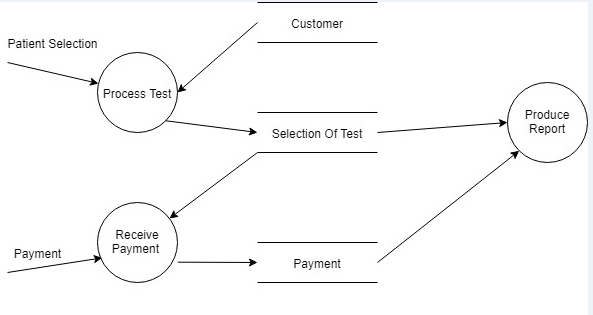 Customer
Patient Selection
Process Test
Produce
Report
Selection Of Test
Receive
Payment
Payment
Payment